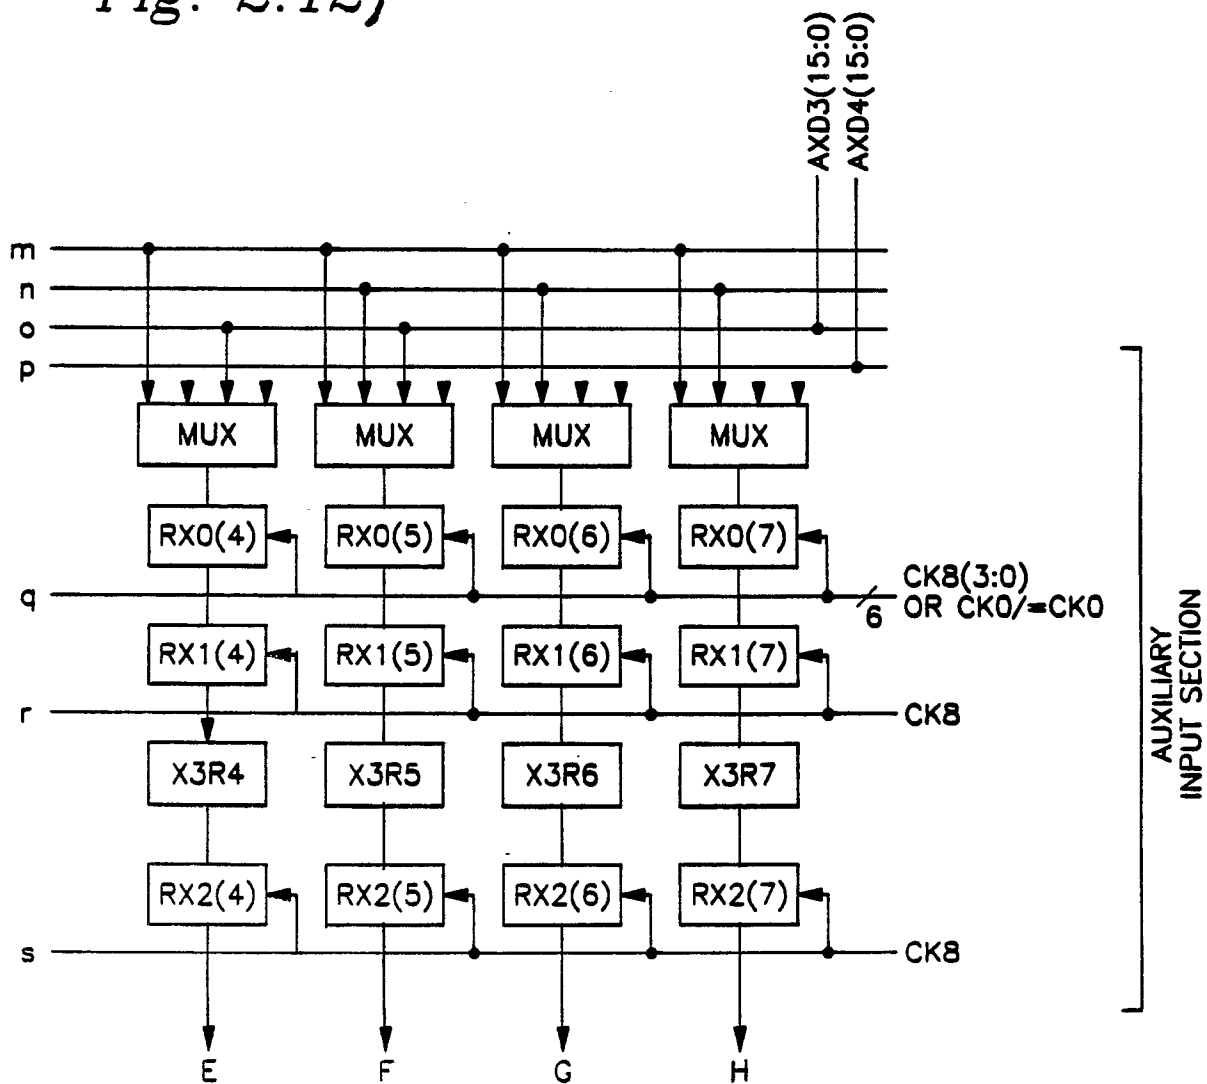 Fig. 2.12)
AXD3(15:0)
AXD4(15:0)
m
n
o
p
MUX MUX MUX MUX
RX0(4) RX0(5) RX0(6) RX0(7)
q
6
CK8(3:0)
OR CK0/=CK0
RX1(4) RX1(5) RX1(6) RX1(7)
r
CK8
X3R4 X3R5 X3R6 X3R7
RX2(4) RX2(5) RX2(6) RX2(7)
s
CK8
E F G H
AUXILIARY
INPUT SECTION